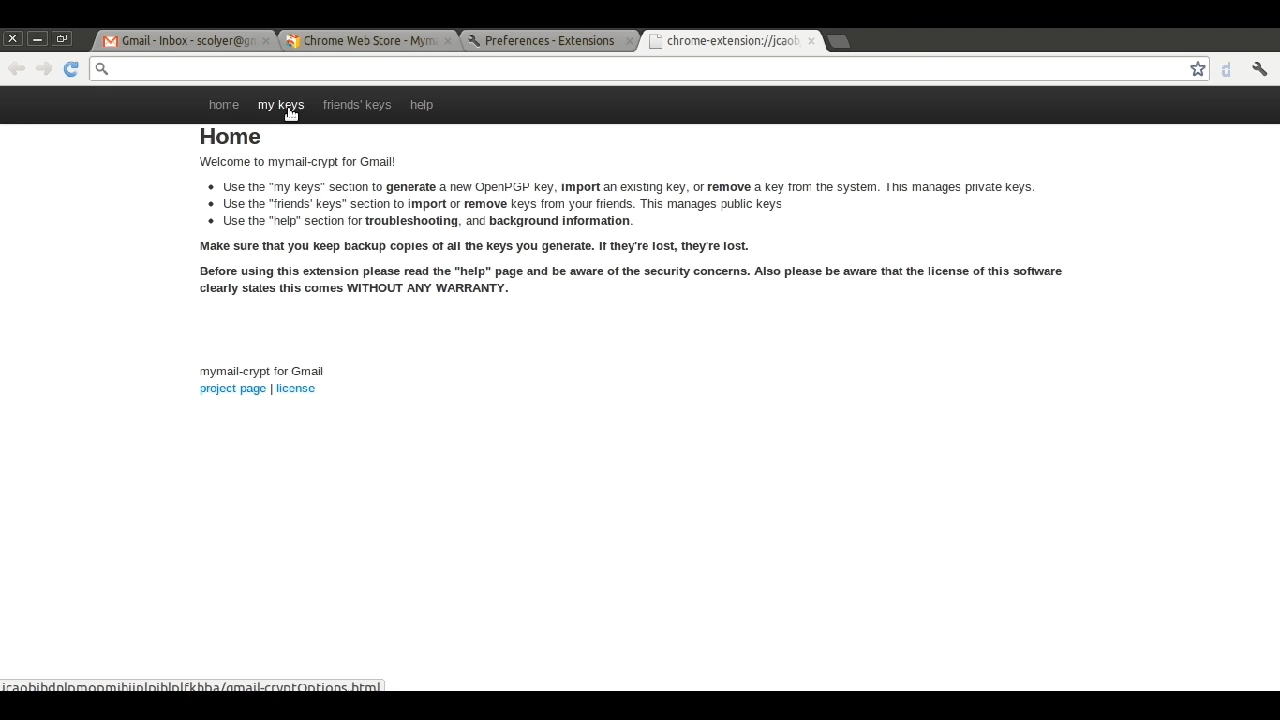 Gmail - Inbox - scolyer@gm
Chrome Web Store - Myma
Preferences - Extensions
chrome-extension://jcaobj
home my keys friends' keys help
Home
Welcome to mymail-crypt for Gmail!
Use the "my keys" section to generate a new OpenPGP key, import an existing key, or remove a key from the system. This manages private keys.
Use the "friends' keys" section to import or remove keys from your friends. This manages public keys
Use the "help" section for troubleshooting, and background information.
Make sure that you keep backup copies of all the keys you generate. If they're lost, they're lost.
Before using this extension please read the "help" page and be aware of the security concerns. Also please be aware that the license of this software
clearly states this comes WITHOUT ANY WARRANTY.
mymail-crypt for Gmail
project page | license